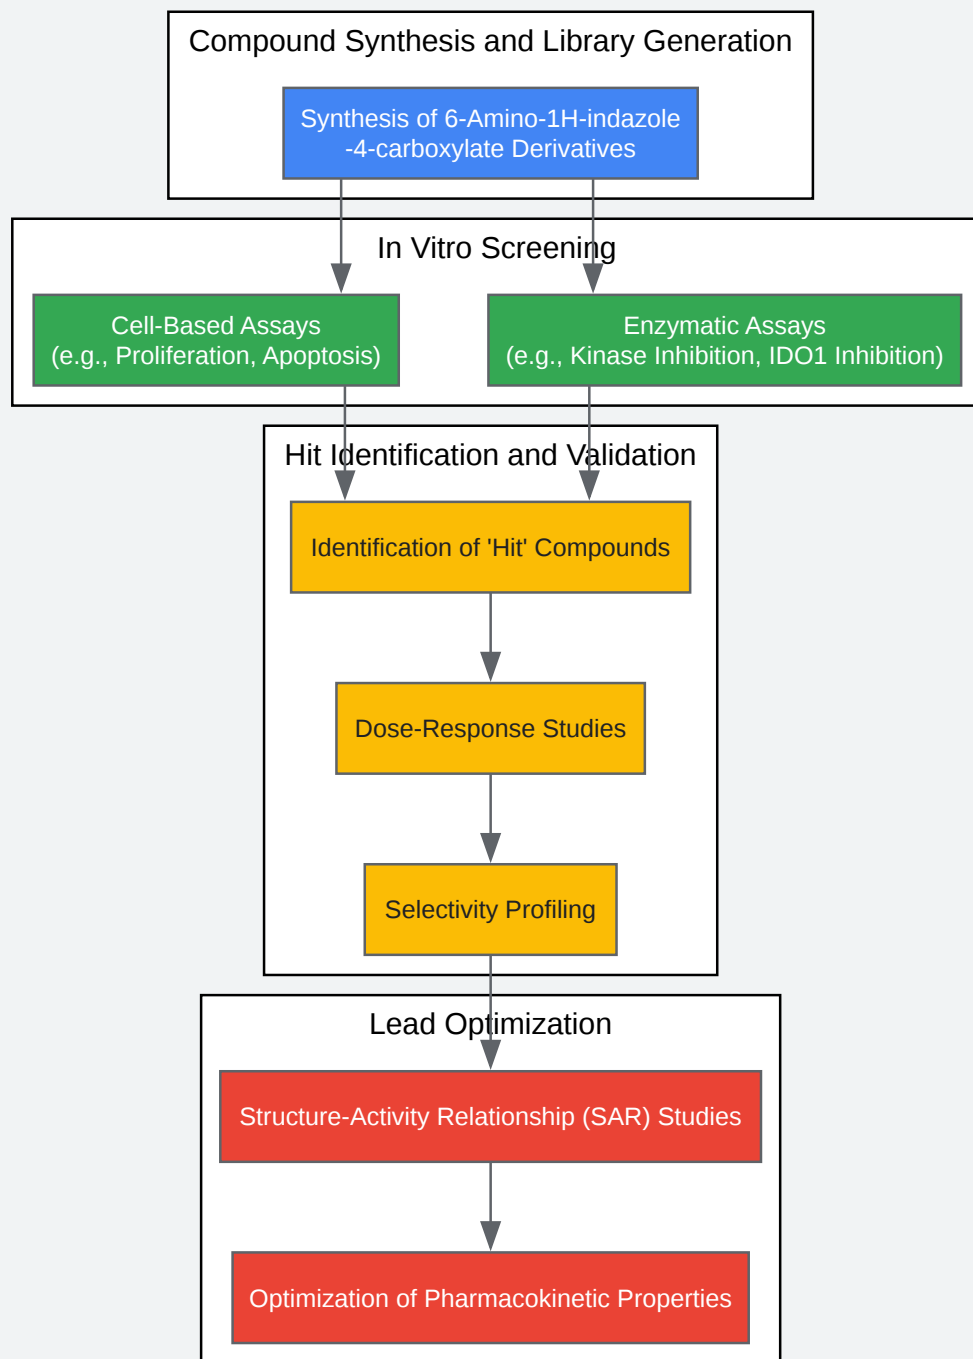 Compound Synthesis and Library Generation
Synthesis of 6-Amino-1H-indazole
-4-carboxylate Derivatives
In Vitro Screening
Cell-Based Assays
(e.g., Proliferation, Apoptosis)
Enzymatic Assays
(e.g., Kinase Inhibition, IDO1 Inhibition)
Hit Identification and Validation
Identification of 'Hit' Compounds
Dose-Response Studies
Selectivity Profiling
Lead Optimization
Structure-Activity Relationship (SAR) Studies
Optimization of Pharmacokinetic Properties